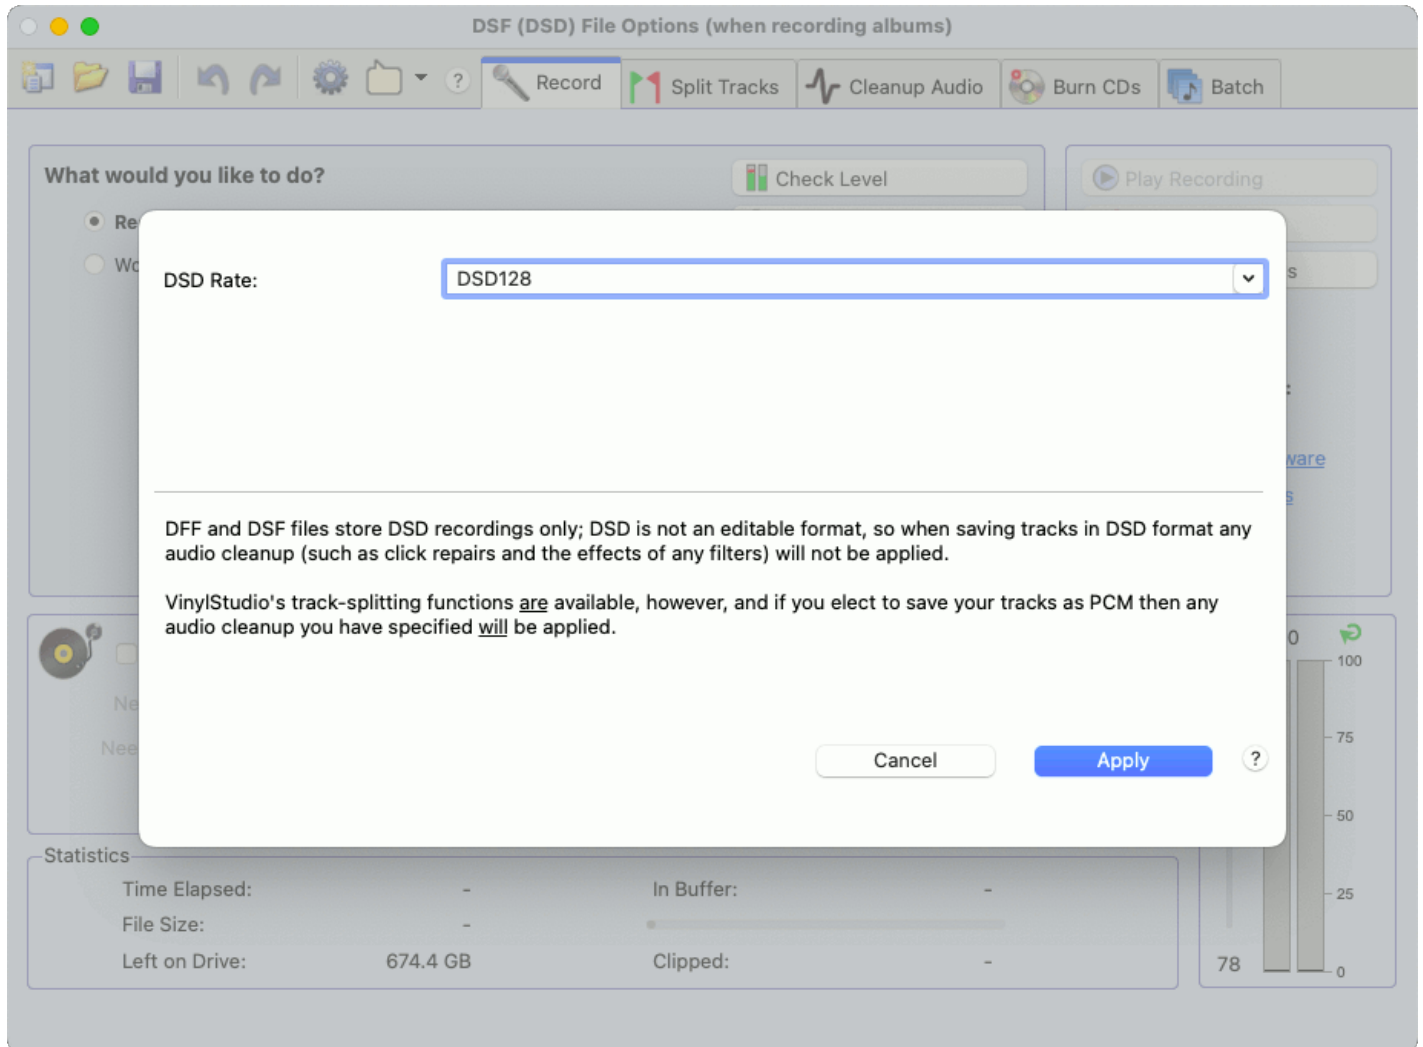 DSF (DSD) File Options (when recording albums)
?
Record
Split Tracks
Cleanup Audio
Burn CDs
Batch
What would you like to do?
Check Level
Play Recording
DSD Rate:
DSD128
DFF and DSF files store DSD recordings only; DSD is not an editable format, so when saving tracks in DSD format any
audio cleanup (such as click repairs and the effects of any filters) will not be applied.
VinylStudio's track-splitting functions are available, however, and if you elect to save your tracks as PCM then any
audio cleanup you have specified will be applied.
Cancel
Apply
?
100
75
50
25
0
78
Statistics
Time Elapsed:
-
In Buffer:
-
File Size:
-
Left on Drive:
674.4 GB
Clipped:
-